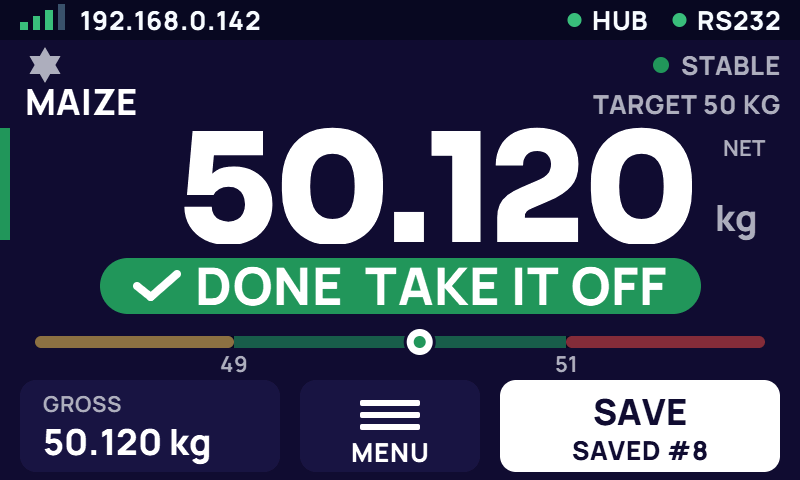 192.168.0.142
HUB
RS232
STABLE
MAIZE
TARGET 50 KG
50.120
NET
kg
DONE TAKE IT OFF
49
51
GROSS
50.120 kg
MENU
SAVE
SAVED #8